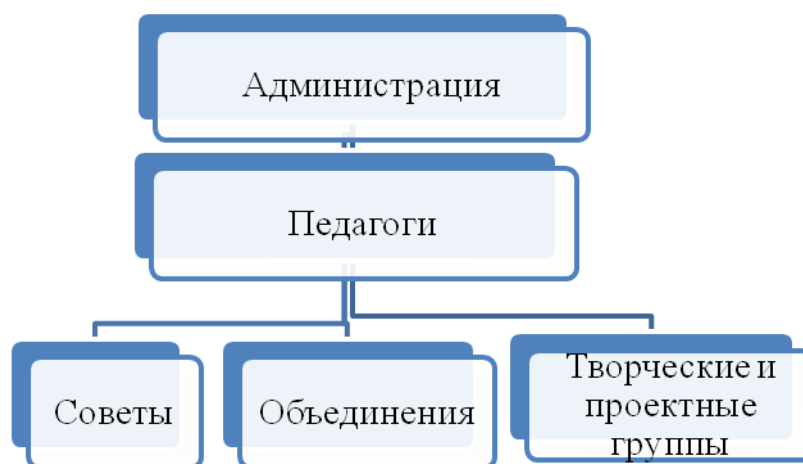 Администрация
Педагоги
Советы
Объединения
Творческие и
проектные
группы